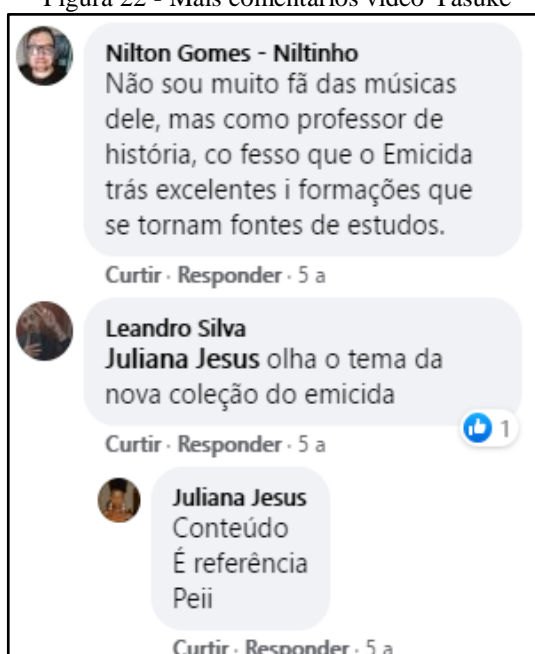 Figura 22 - Mais comentários vídeo Yasuke
Nilton Gomes - Niltinho
Não sou muito fã das músicas
dele, mas como professor de
história, co fesso que o Emicida
trás excelentes i formações que
se tornam fontes de estudos.
Curtir · Responder · 5 a
Leandro Silva
Juliana Jesus olha o tema da
nova coleção do emicida
1
Curtir · Responder · 5 a
Juliana Jesus
Conteúdo
É referência
Peii
Curtir · Responder · 5 a